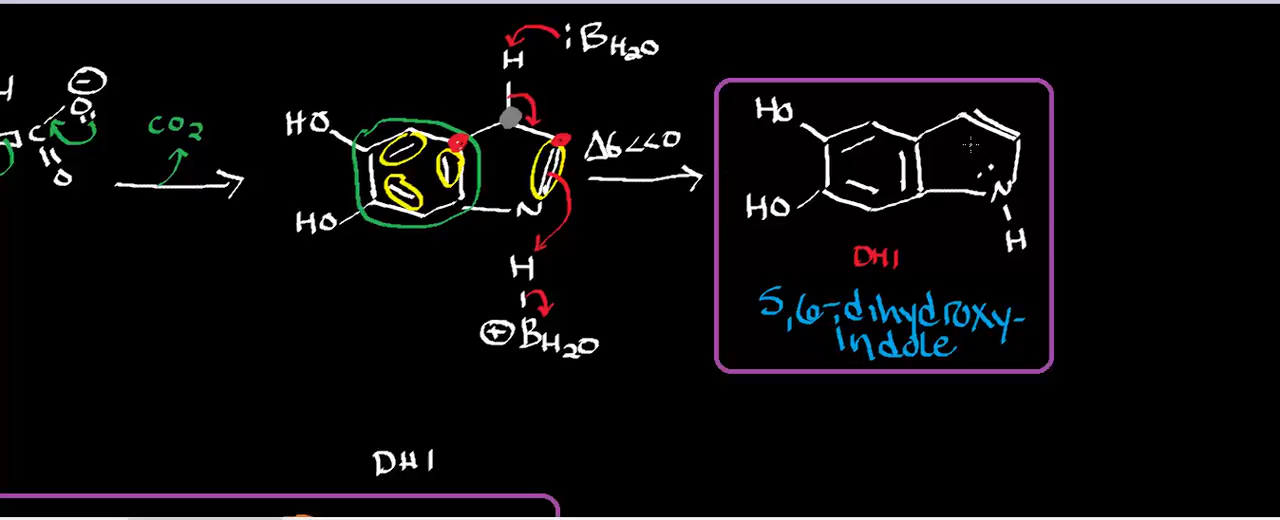 H
⊖
:O:
C
O
CO2
HO
HO
N
H
:B H2O
H
⊕ B H2O
ΔG<<0
HO
HO
N
H
DHI
5,6-dihydroxy-
indole
DHI